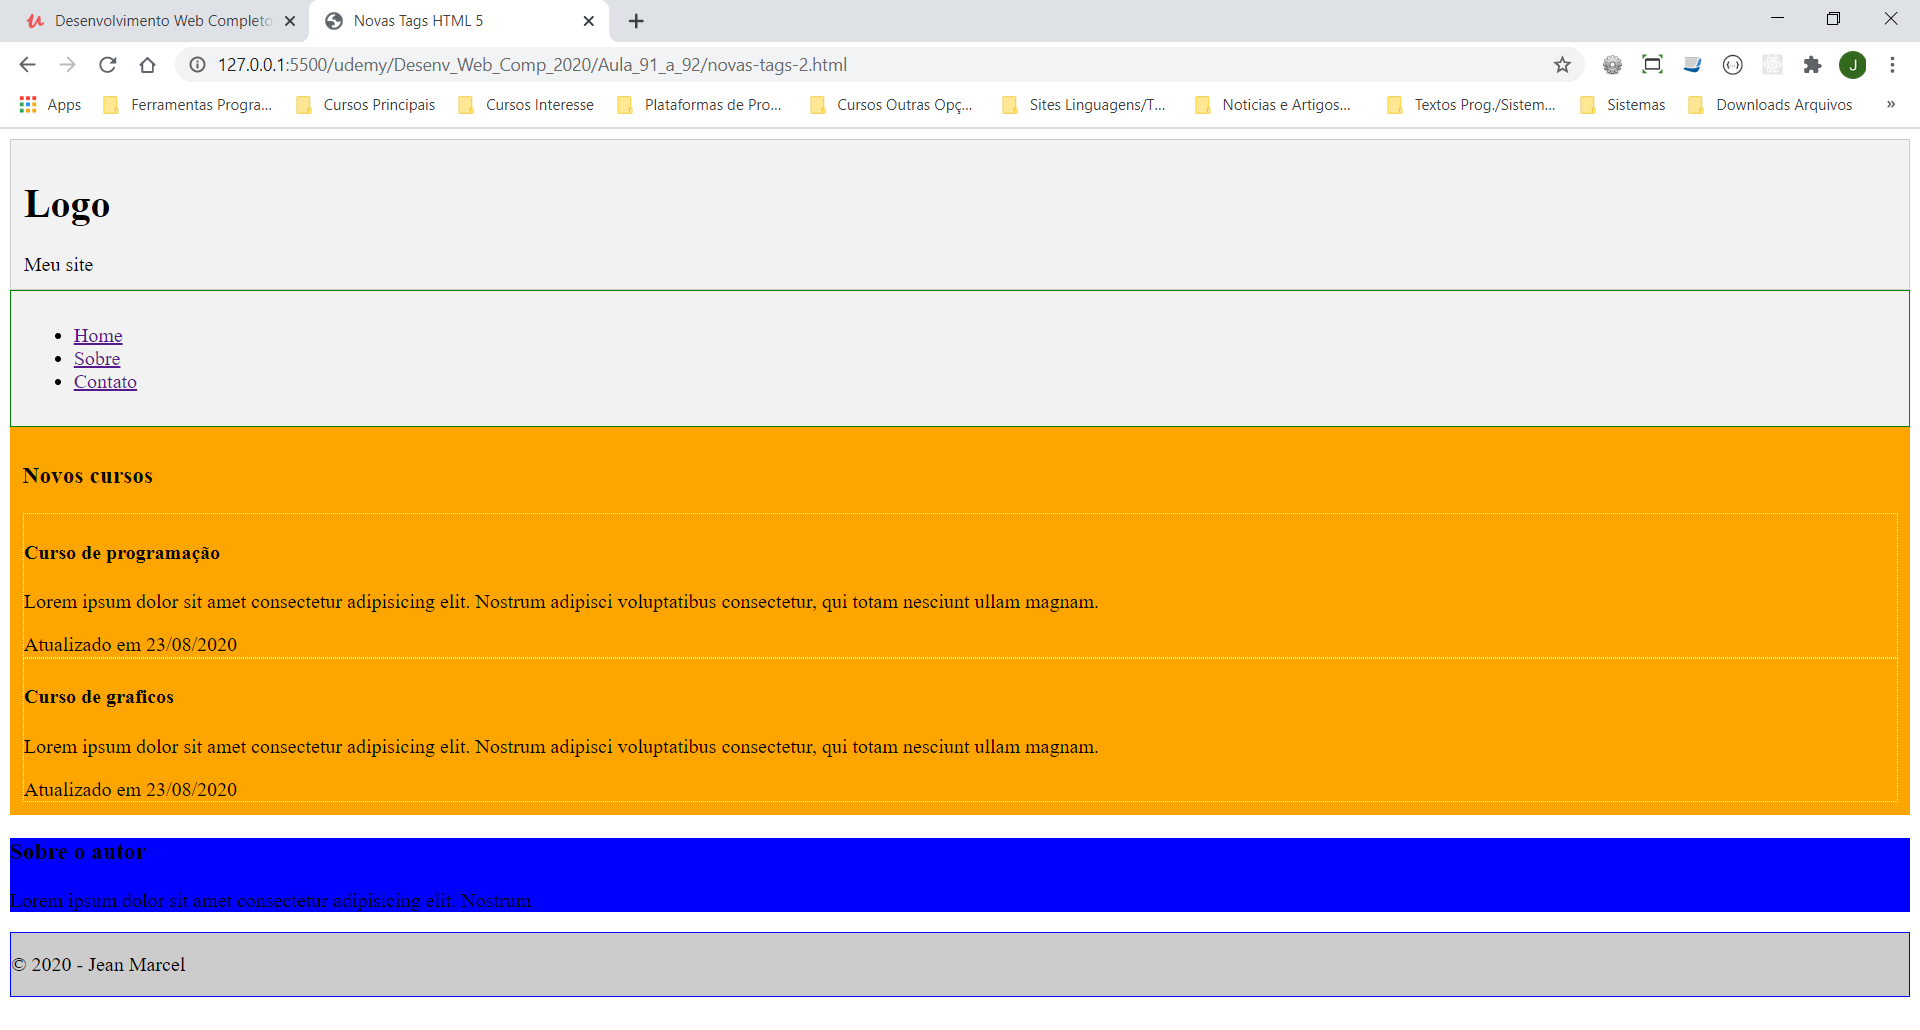 Desenvolvimento Web Completo
Novas Tags HTML 5
127.0.0.1:5500/udemy/Desenv_Web_Comp_2020/Aula_91_a_92/novas-tags-2.html
J
Apps
Ferramentas Progra...
Cursos Principais
Cursos Interesse
Plataformas de Pro...
Cursos Outras Opç...
Sites Linguagens/T...
Noticias e Artigos...
Textos Prog./Sistem...
Sistemas
Downloads Arquivos
»
Logo
Meu site
• Home
• Sobre
• Contato
Novos cursos
Curso de programação
Lorem ipsum dolor sit amet consectetur adipisicing elit. Nostrum adipisci voluptatibus consectetur, qui totam nesciunt ullam magnam.
Atualizado em 23/08/2020
Curso de graficos
Lorem ipsum dolor sit amet consectetur adipisicing elit. Nostrum adipisci voluptatibus consectetur, qui totam nesciunt ullam magnam.
Atualizado em 23/08/2020
Sobre o autor
Lorem ipsum dolor sit amet consectetur adipisicing elit. Nostrum
© 2020 - Jean Marcel